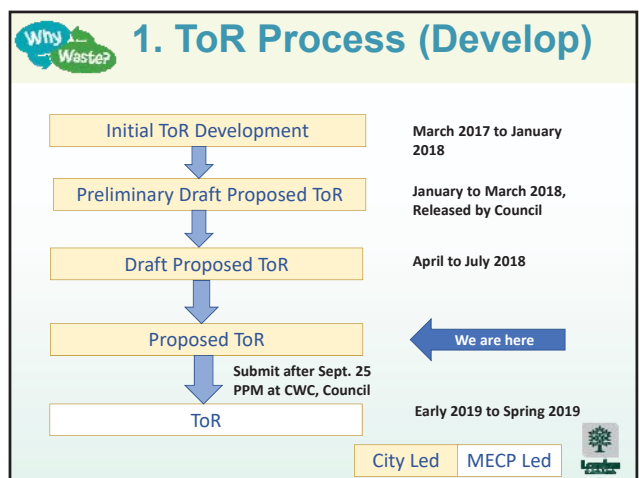 Why
Waste?
1. ToR Process (Develop)
Initial ToR Development
March 2017 to January
2018
Preliminary Draft Proposed ToR
January to March 2018,
Released by Council
Draft Proposed ToR
April to July 2018
Proposed ToR
We are here
Submit after Sept. 25
PPM at CWC, Council
ToR
Early 2019 to Spring 2019
City Led
MECP Led
London